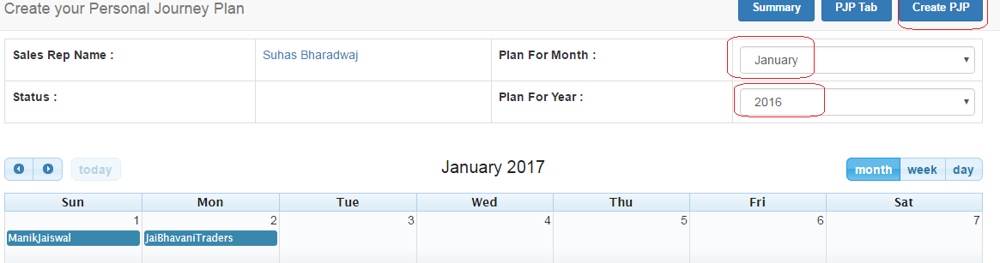 Create your Personal Journey Plan
Summary
PJP Tab
Create PJP
Sales Rep Name :
Suhas Bharadwaj
Plan For Month :
January
Status :
Plan For Year :
2016
today
January 2017
month
week
day
Sun
Mon
Tue
Wed
Thu
Fri
Sat
1
2
3
4
5
6
7
ManikJaiswal
JaiBhavaniTraders